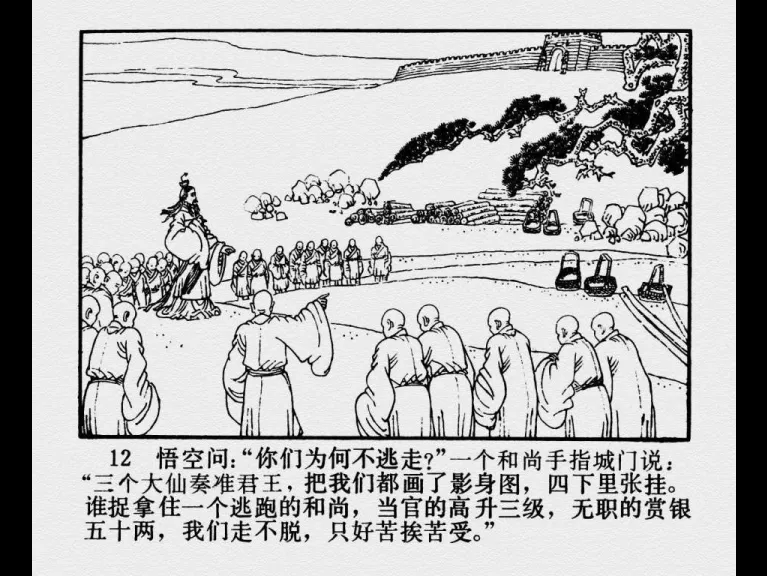 12 悟空问：“你们为何不逃走？”一个和尚手指城门说：
“三个大仙奏准君王，把我们都画了影身图，四下里张挂。
谁捉拿住一个逃跑的和尚，当官的高升三级，无职的赏银
五十两，我们走不脱，只好苦挨苦受。”